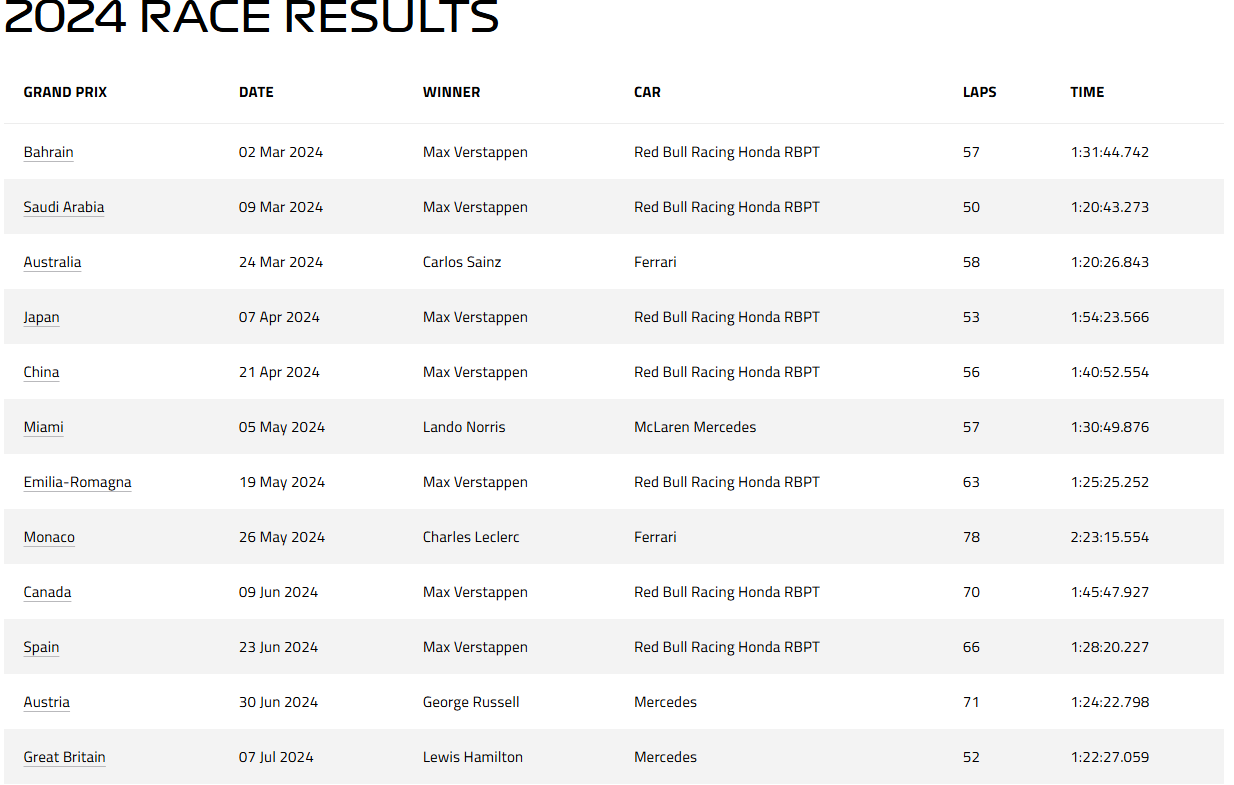 2024 RACE RESULTS
GRAND PRIX DATE WINNER CAR LAPS TIME
Bahrain 02 Mar 2024 Max Verstappen Red Bull Racing Honda RBPT 57 1:31:44.742
Saudi Arabia 09 Mar 2024 Max Verstappen Red Bull Racing Honda RBPT 50 1:20:43.273
Australia 24 Mar 2024 Carlos Sainz Ferrari 58 1:20:26.843
Japan 07 Apr 2024 Max Verstappen Red Bull Racing Honda RBPT 53 1:54:23.566
China 21 Apr 2024 Max Verstappen Red Bull Racing Honda RBPT 56 1:40:52.554
Miami 05 May 2024 Lando Norris McLaren Mercedes 57 1:30:49.876
Emilia-Romagna 19 May 2024 Max Verstappen Red Bull Racing Honda RBPT 63 1:25:25.252
Monaco 26 May 2024 Charles Leclerc Ferrari 78 2:23:15.554
Canada 09 Jun 2024 Max Verstappen Red Bull Racing Honda RBPT 70 1:45:47.927
Spain 23 Jun 2024 Max Verstappen Red Bull Racing Honda RBPT 66 1:28:20.227
Austria 30 Jun 2024 George Russell Mercedes 71 1:24:22.798
Great Britain 07 Jul 2024 Lewis Hamilton Mercedes 52 1:22:27.059